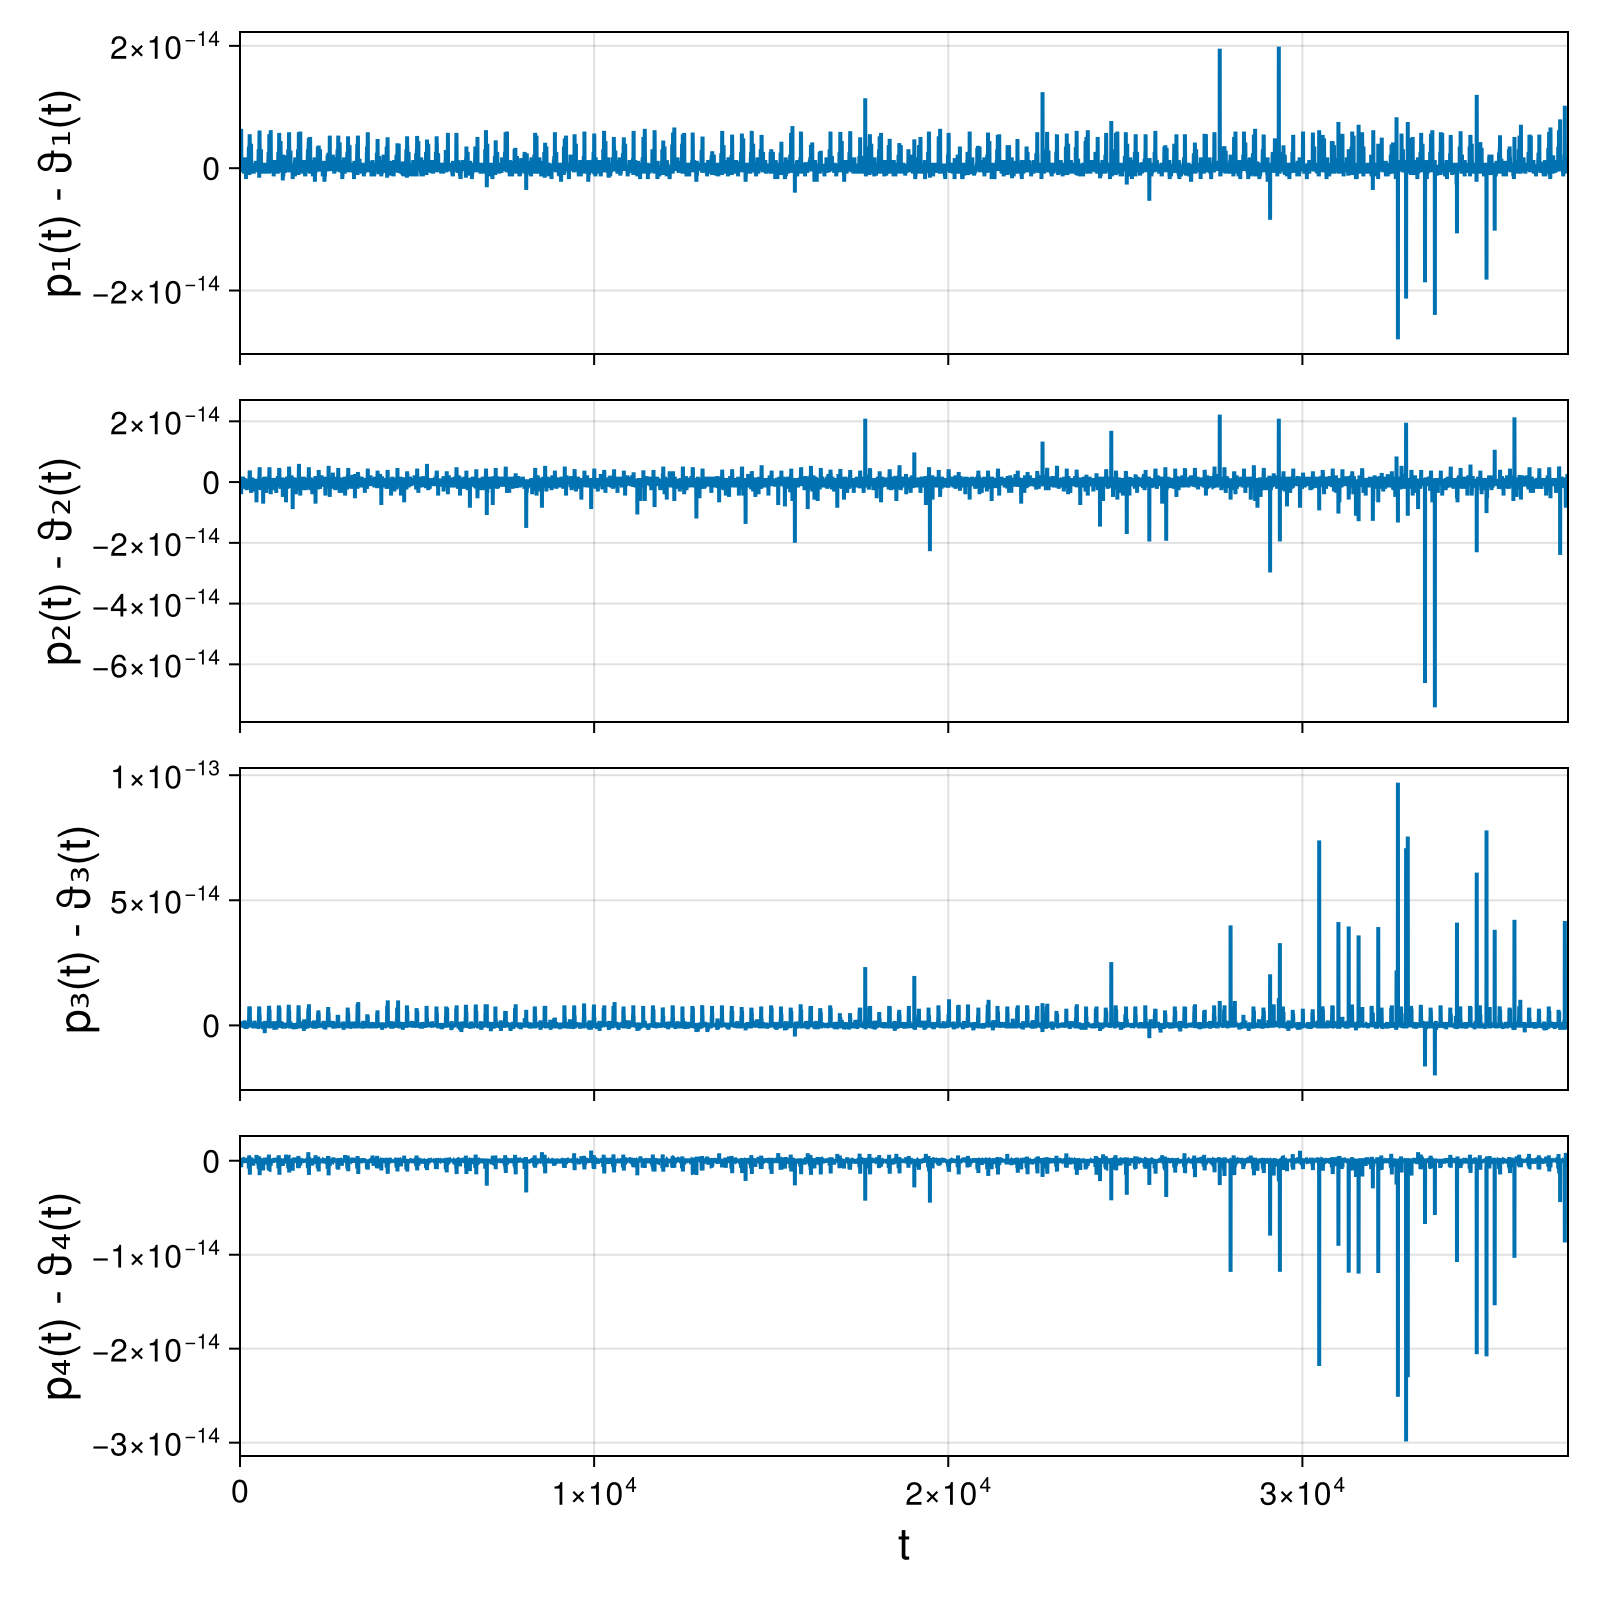 2×10⁻¹⁴
0
−2×10⁻¹⁴
p₁(t) - ϑ₁(t)
2×10⁻¹⁴
0
−2×10⁻¹⁴
−4×10⁻¹⁴
−6×10⁻¹⁴
p₂(t) - ϑ₂(t)
1×10⁻¹³
5×10⁻¹⁴
0
p₃(t) - ϑ₃(t)
0
−1×10⁻¹⁴
−2×10⁻¹⁴
−3×10⁻¹⁴
p₄(t) - ϑ₄(t)
0 1×10⁴ 2×10⁴ 3×10⁴
t